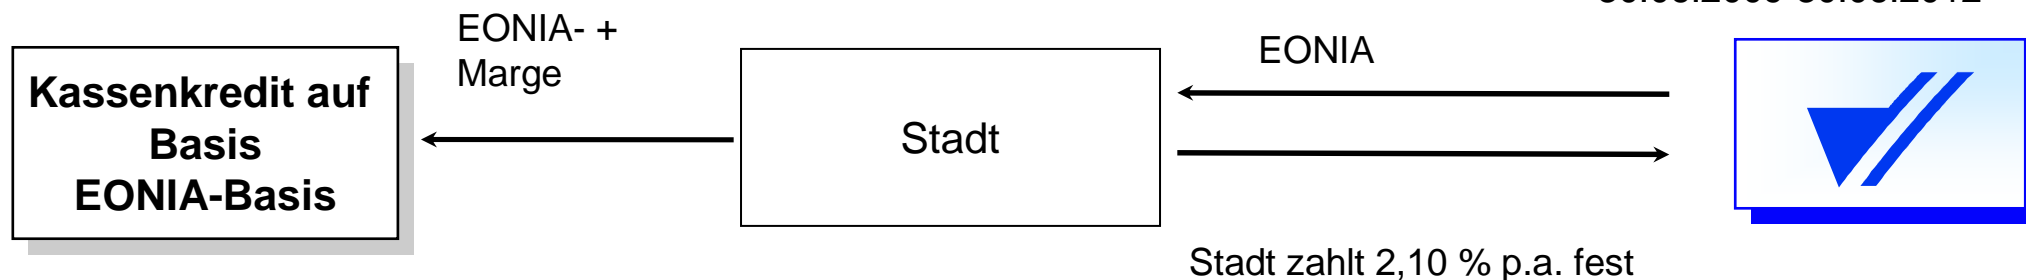 EONIA- +
Marge
EONIA
Kassenkredit auf
Basis
EONIA-Basis
Stadt
Stadt zahlt 2,10 % p.a. fest